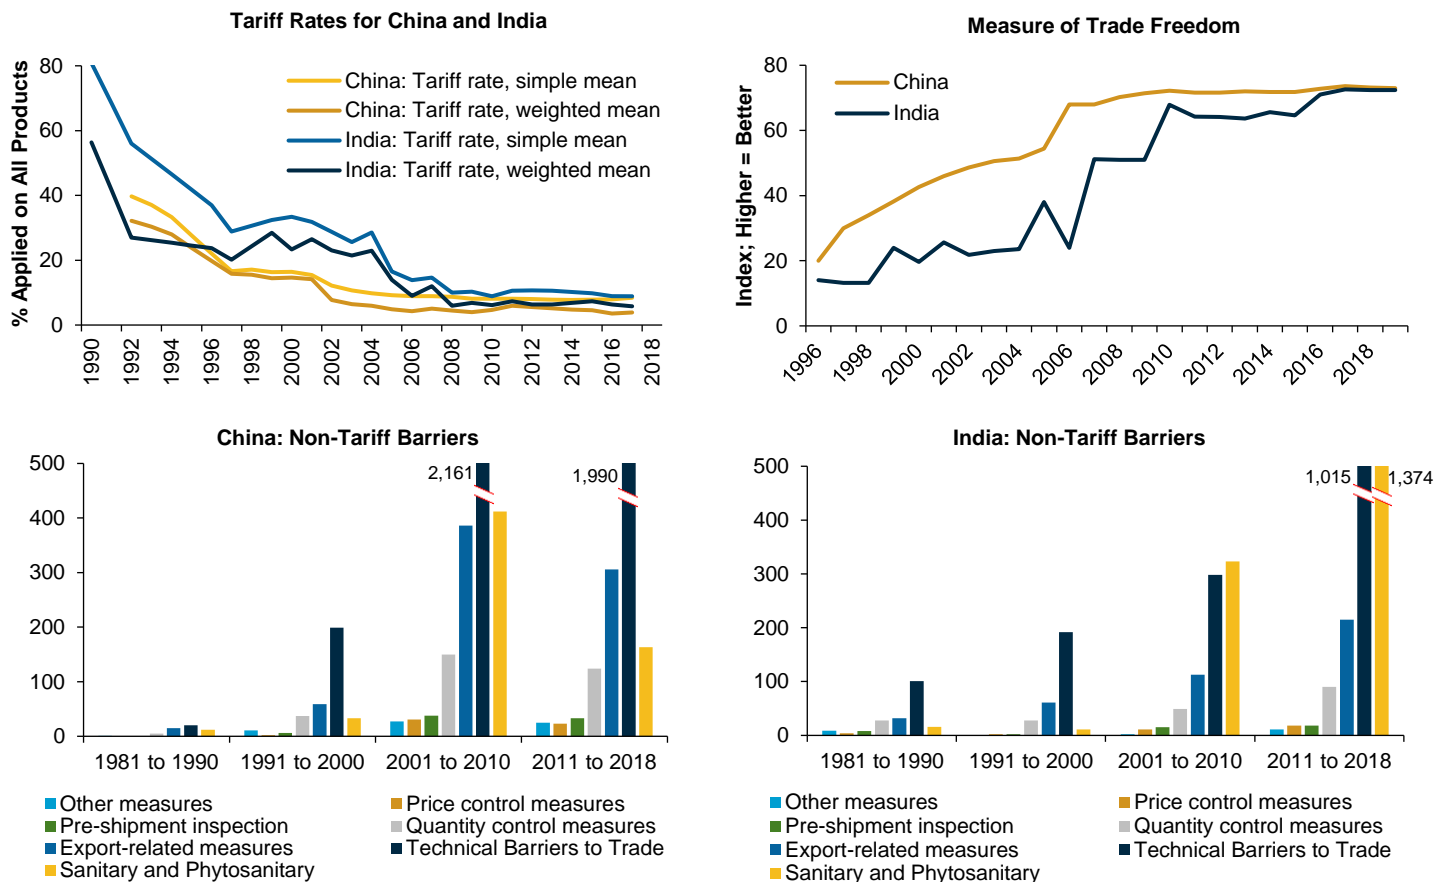 Tariff Rates for China and India
% Applied on All Products
80
60
40
20
0
China: Tariff rate, simple mean
China: Tariff rate, weighted mean
India: Tariff rate, simple mean
India: Tariff rate, weighted mean
1990
1992
1994
1996
1998
2000
2002
2004
2006
2008
2010
2012
2014
2016
2018
Measure of Trade Freedom
Index; Higher = Better
80
60
40
20
0
China
India
1996
1998
2000
2002
2004
2006
2008
2010
2012
2014
2016
2018
China: Non-Tariff Barriers
500
400
300
200
100
0
2,161
1,990
1981 to 1990
1991 to 2000
2001 to 2010
2011 to 2018
Other measures
Price control measures
Pre-shipment inspection
Quantity control measures
Export-related measures
Technical Barriers to Trade
Sanitary and Phytosanitary
India: Non-Tariff Barriers
500
400
300
200
100
0
1,015
1,374
1981 to 1990
1991 to 2000
2001 to 2010
2011 to 2018
Other measures
Price control measures
Pre-shipment inspection
Quantity control measures
Export-related measures
Technical Barriers to Trade
Sanitary and Phytosanitary